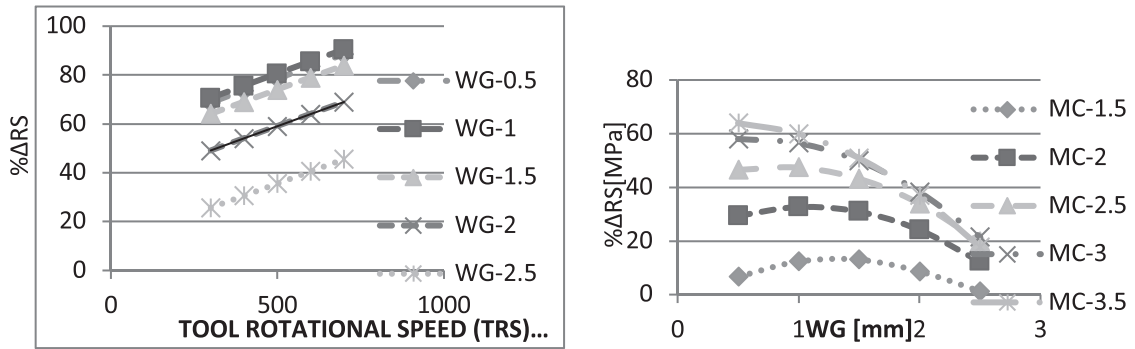 100
80
60
40
20
0
%ΔRS
0
500
1000
TOOL ROTATIONAL SPEED (TRS)...
WG-0.5
WG-1
WG-1.5
WG-2
WG-2.5
80
60
40
20
0
%ΔRS[MPa]
0
1
WG [mm]
2
3
MC-1.5
MC-2
MC-2.5
MC-3
MC-3.5